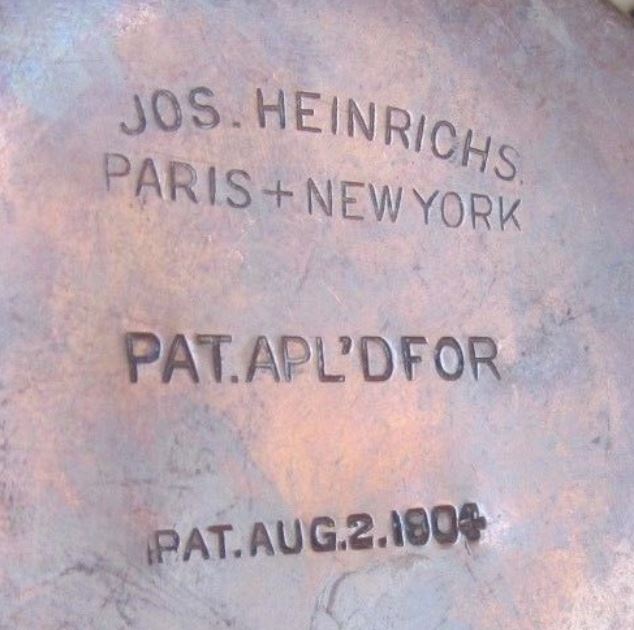 JOS. HEINRICHS.
PARIS + NEW YORK
PAT. APL'D FOR
PAT. AUG. 2. 1904